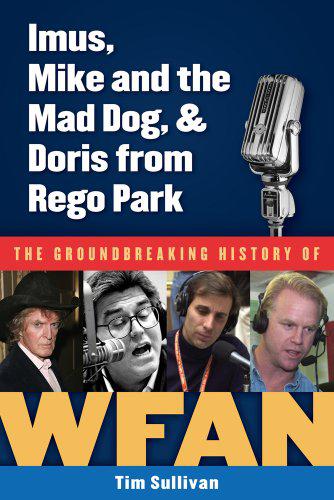 Imus,
Mike and the
Mad Dog, &
Doris from
Rego Park
THE GROUNDBREAKING HISTORY OF
WFAN
Tim Sullivan